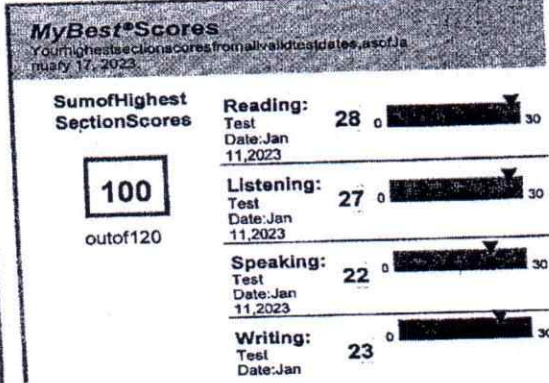 MyBest®Scores
Yourhighestsectionscoresfromallvalidtestdates,asofJa
nuary 17, 2023
SumofHighest
SectionScores
100
outof120
Reading:
Test
Date:Jan
11,2023
28
0
30
Listening:
Test
Date:Jan
11,2023
27
0
30
Speaking:
Test
Date:Jan
11,2023
22
0
30
Writing:
Test
Date:Jan
23
0
30